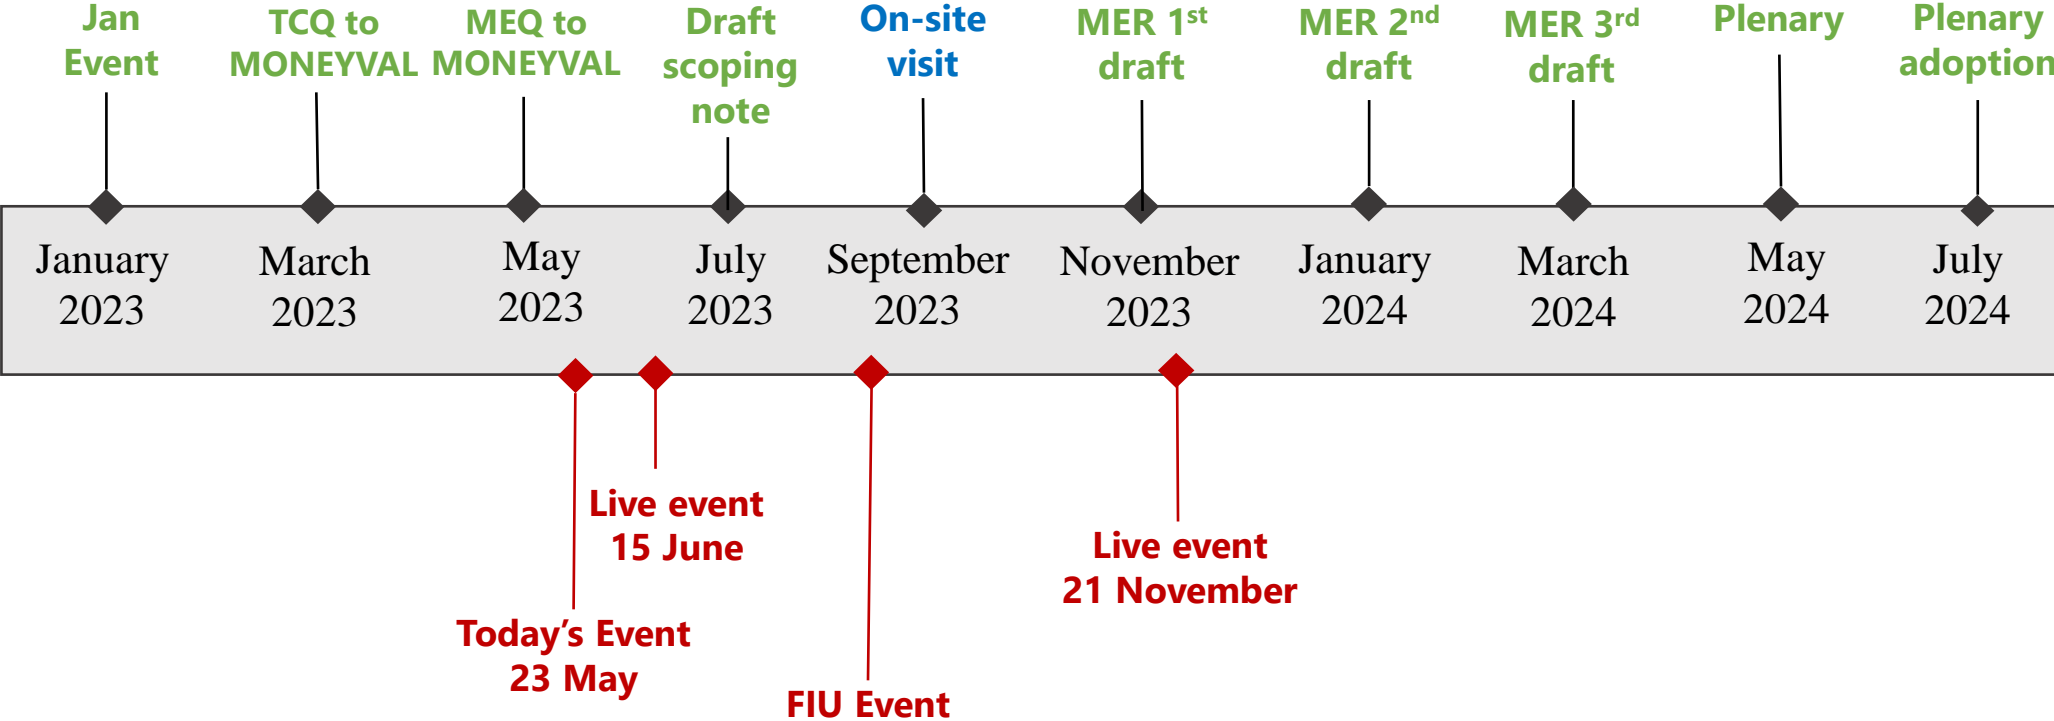 Jan
Event
TCQ to
MONEYVAL
MEQ to
MONEYVAL
Draft
scoping
note
On-site
visit
MER 1st
draft
MER 2nd
draft
MER 3rd
draft
Plenary
Plenary
adoption
January
2023
March
2023
May
2023
July
2023
September
2023
November
2023
January
2024
March
2024
May
2024
July
2024
Live event
15 June
Today’s Event
23 May
FIU Event
Live event
21 November